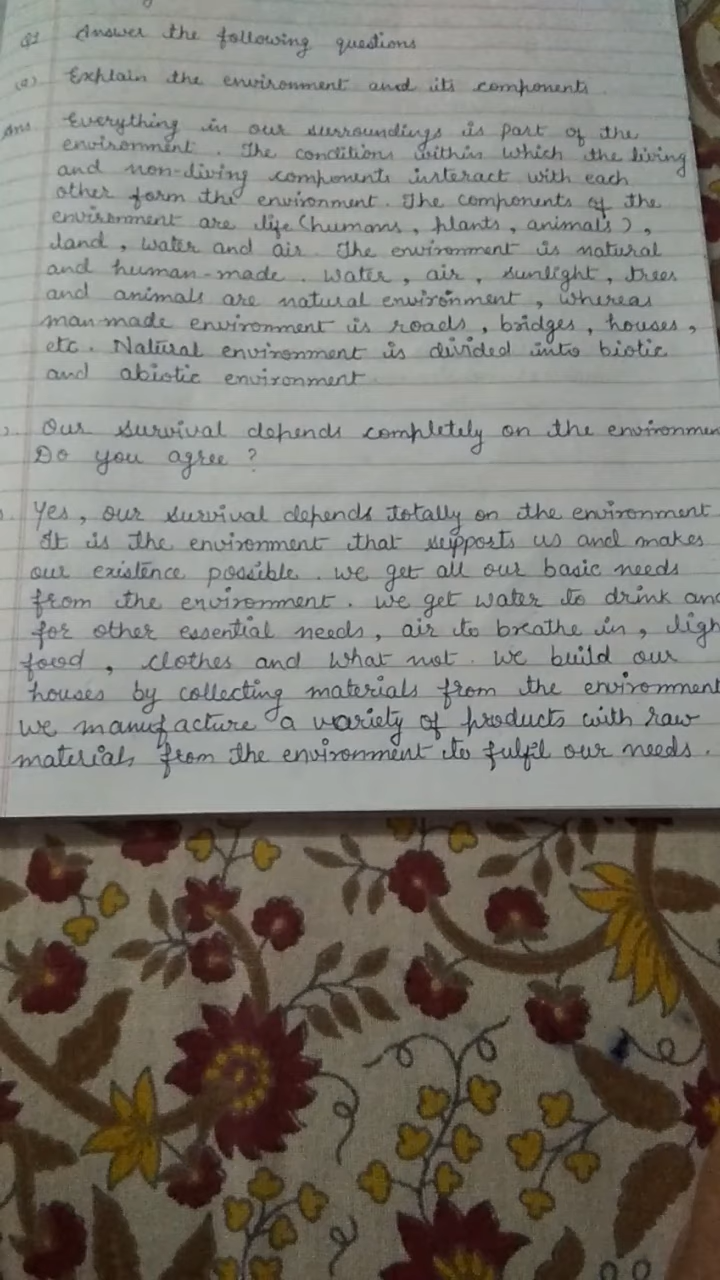 Q1 Answer the following questions
(a) Explain the environment and its components.
Ans Everything in our surroundings is part of the
environment. The conditions within which the living
and non-living components interact with each
other form the environment. The components of the
environment are life (humans, plants, animals),
land, water and air. The environment is natural
and human-made. Water, air, sunlight, trees
and animals are natural environment, whereas
man made environment is roads, bridges, houses,
etc. Natural environment is divided into biotic
and abiotic environment
Our survival depends completely on the environmen
Do you agree?
Yes, our survival depends totally on the environment
It is the environment that supports us and makes
our existence possible. We get all our basic needs
from the environment. We get water to drink and
for other essential needs, air to breathe in, ligh
food, clothes and what not. We build our
houses by collecting materials from the environment
We manufacture a variety of products with raw
materials from the environment to fulfil our needs.